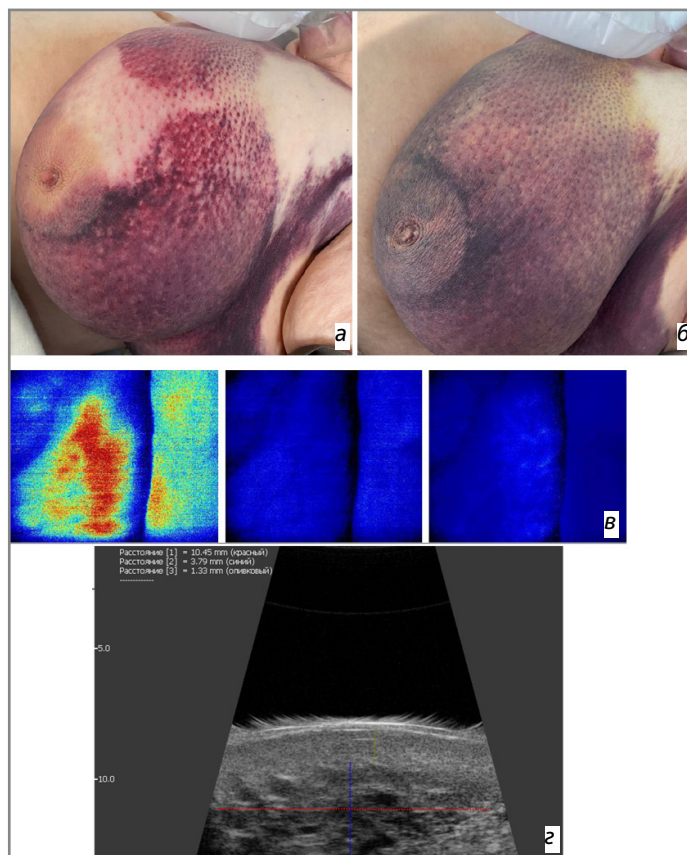 а
б
в
Расстояние [1] = 10.45 mm (красный)
Расстояние [2] = 3.79 mm (синий)
Расстояние [3] = 1.33 mm (оливковый)
-------------
-5.0
-10.0
г